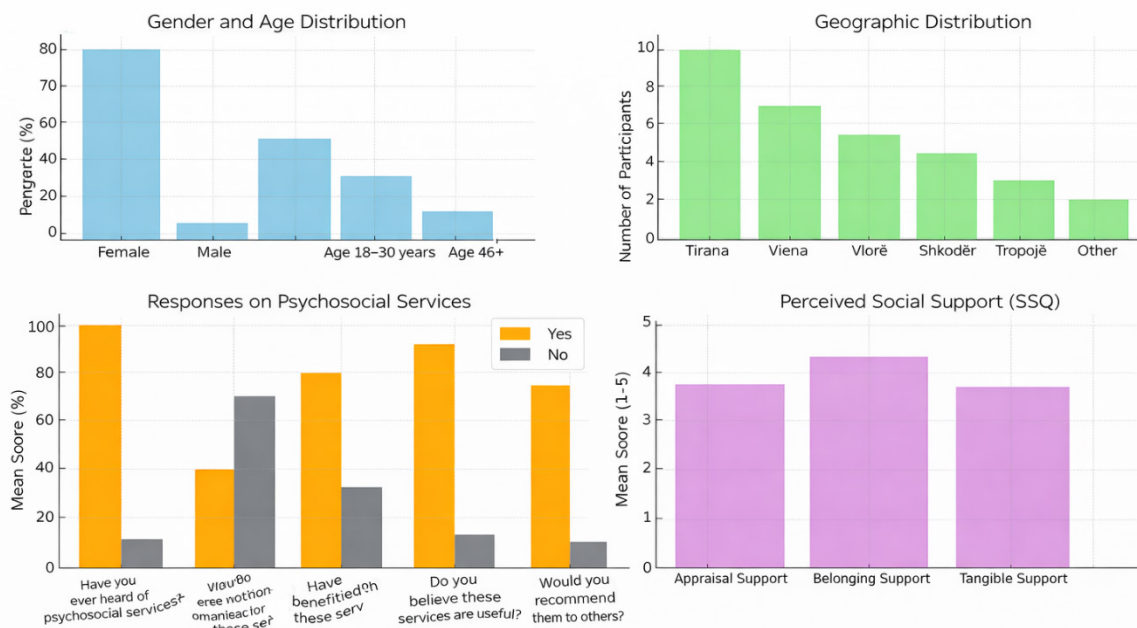 Gender and Age Distribution
Pengarte (%)
80
70
60
40
20
0
Female
Male
Age 18–30 years
Age 46+
Geographic Distribution
Number of Participants
10
8
6
4
2
0
Tirana
Viena
Vlorë
Shkodër
Tropojë
Other
Responses on Psychosocial Services
Mean Soore (%)
100
80
60
40
20
0
Yes
No
Have you
ever heard of
psychosocial services?
Have
these serv
Do you
believe these
services are useful?
Would you
recommend
them to others?
Perceived Social Support (SSQ)
Mean Soore (1-5)
5
4
3
4
1
0
Appraisal Support
Belonging Support
Tangible Support